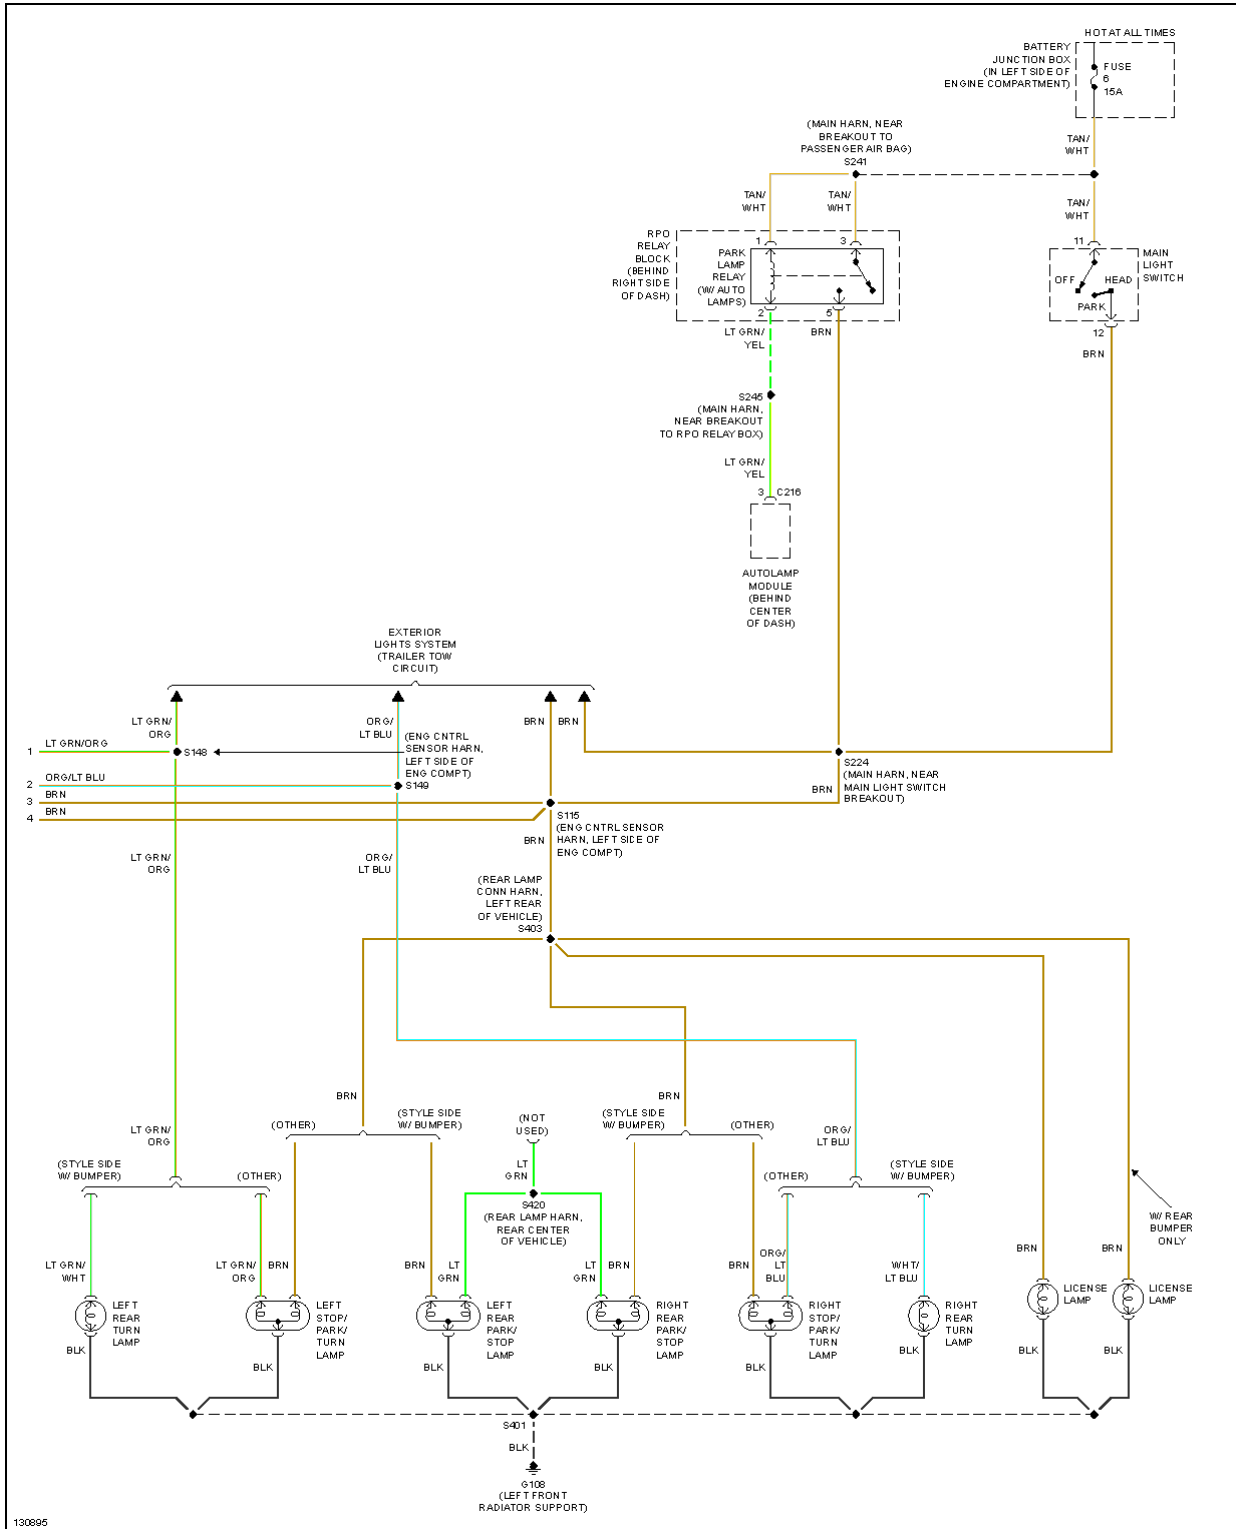 HOT AT ALL TIMES
BATTERY
JUNCTION BOX
(IN LEFT SIDE OF
ENGINE COMPARTMENT)
FUSE
6
15A
TAN/
WHT
(MAIN HARN, NEAR
BREAKOUT TO
PASSENGER AIR BAG)
S241
TAN/
WHT
TAN/
WHT
TAN/
WHT
RPO
RELAY
BLOCK
(BEHIND
RIGHT SIDE
OF DASH)
1
3
PARK
LAMP
RELAY
(W/ AUTO
LAMPS)
2
5
11
MAIN
LIGHT
SWITCH
OFF
HEAD
PARK
12
BRN
LT GRN/
YEL
BRN
S245
(MAIN HARN,
NEAR BREAKOUT
TO RPO RELAY BOX)
LT GRN/
YEL
3
C216
AUTOLAMP
MODULE
(BEHIND
CENTER
OF DASH)
EXTERIOR
LIGHTS SYSTEM
(TRAILER TOW
CIRCUIT)
LT GRN/
ORG
ORG/
LT BLU
BRN
BRN
1
LT GRN/ORG
S148
(ENG CNTRL
SENSOR HARN,
LEFT SIDE OF
ENG COMPT)
2
ORG/LT BLU
S149
3
BRN
4
BRN
S224
(MAIN HARN, NEAR
MAIN LIGHT SWITCH
BREAKOUT)
BRN
S115
(ENG CNTRL SENSOR
HARN, LEFT SIDE OF
ENG COMPT)
BRN
LT GRN/
ORG
ORG/
LT BLU
(REAR LAMP
CONN HARN,
LEFT REAR
OF VEHICLE)
S403
BRN
BRN
LT GRN/
ORG
(OTHER)
(STYLE SIDE
W/ BUMPER)
(NOT
USED)
(STYLE SIDE
W/ BUMPER)
(OTHER)
ORG/
LT BLU
(STYLE SIDE
W/ BUMPER)
(OTHER)
LT
GRN
(OTHER)
(STYLE SIDE
W/ BUMPER)
S420
(REAR LAMP HARN,
REAR CENTER
OF VEHICLE)
W/ REAR
BUMPER
ONLY
LT GRN/
WHT
LT GRN/
ORG
BRN
BRN
LT
GRN
LT
GRN
BRN
BRN
ORG/
LT
BLU
WHT/
LT BLU
BRN
BRN
LEFT
REAR
TURN
LAMP
LEFT
STOP/
PARK/
TURN
LAMP
LEFT
REAR
PARK/
STOP
LAMP
RIGHT
REAR
PARK/
STOP
LAMP
RIGHT
STOP/
PARK/
TURN
LAMP
RIGHT
REAR
TURN
LAMP
LICENSE
LAMP
LICENSE
LAMP
BLK
BLK
BLK
BLK
BLK
BLK
BLK
BLK
S401
BLK
G108
(LEFT FRONT
RADIATOR SUPPORT)
130895